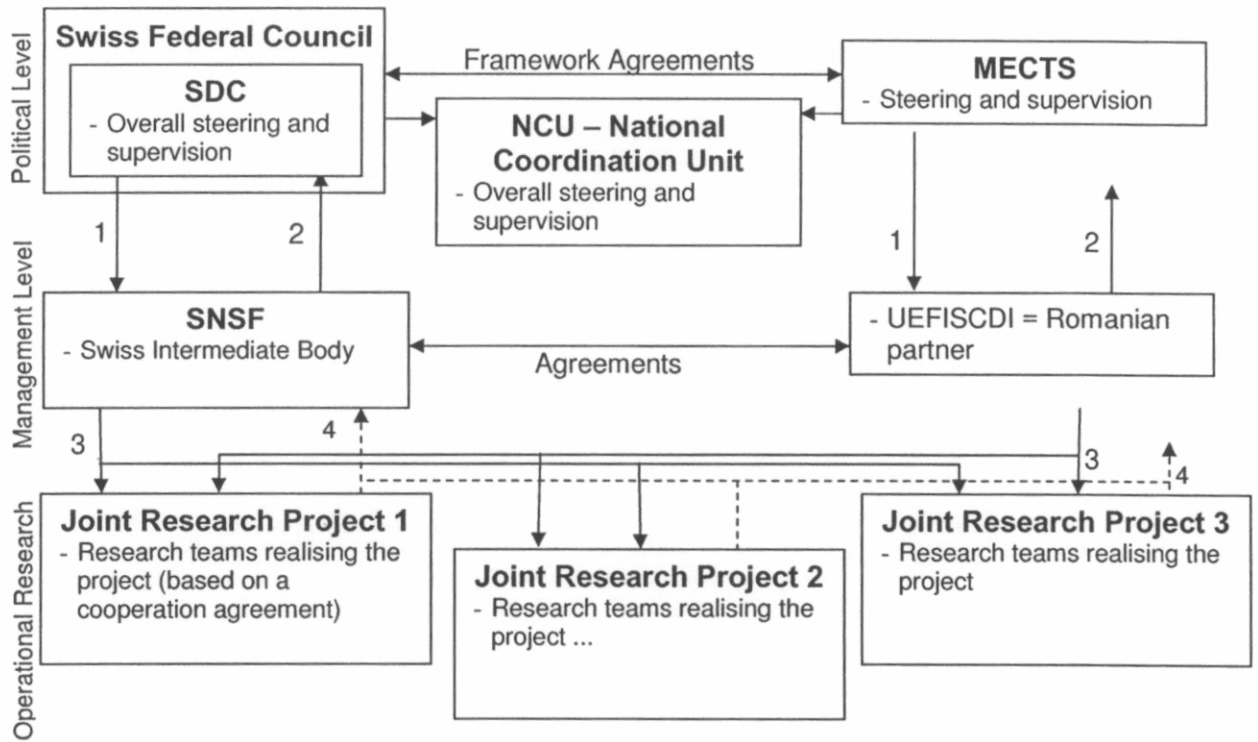 Political Level
Swiss Federal Council
SDC
- Overall steering and
supervision
Framework Agreements
MECTS
- Steering and supervision
NCU – National
Coordination Unit
- Overall steering and
supervision
1
2
1
2
Management Level
SNSF
- Swiss Intermediate Body
Agreements
- UEFISCDI = Romanian
partner
3
4
3
4
Operational Research
Joint Research Project 1
- Research teams realising the
project (based on a
cooperation agreement)
Joint Research Project 2
- Research teams realising the
project ...
Joint Research Project 3
- Research teams realising the
project